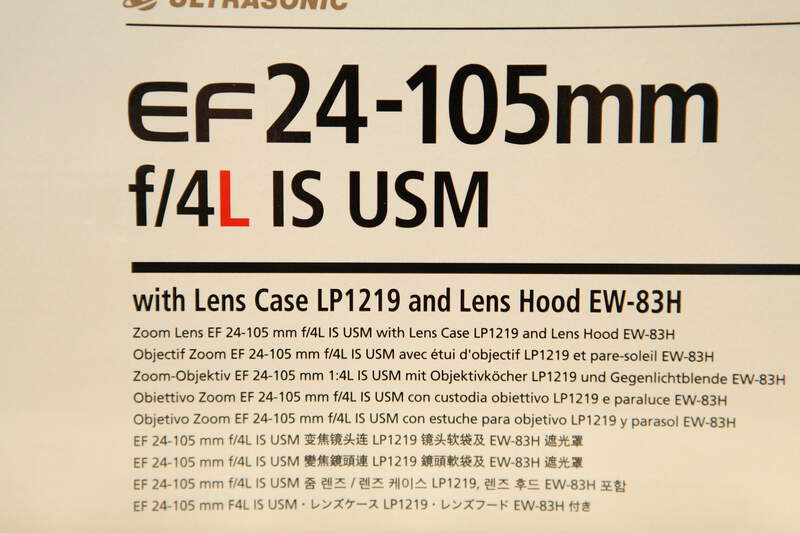 ULTRASONIC
EF24-105mm
f/4L IS USM
with Lens Case LP1219 and Lens Hood EW-83H
Zoom Lens EF 24-105 mm f/4L IS USM with Lens Case LP1219 and Lens Hood EW-83H
Objectif Zoom EF 24-105 mm f/4L IS USM avec étui d'objectif LP1219 et pare-soleil EW-83H
Zoom-Objektiv EF 24-105 mm 1:4L IS USM mit Objektivköcher LP1219 und Gegenlichtblende EW-83H
Obiettivo Zoom EF 24-105 mm f/4L IS USM con custodia obiettivo LP1219 e paraluce EW-83H
Objetivo Zoom EF 24-105 mm f/4L IS USM con estuche para objetivo LP1219 y parasol EW-83H
EF 24-105 mm f/4L IS USM 变焦镜头连 LP1219 镜头软袋及 EW-83H 遮光罩
EF 24-105 mm f/4L IS USM 變焦鏡頭連 LP1219 鏡頭軟袋及 EW-83H 遮光罩
EF 24-105 mm f/4L IS USM 줌 렌즈 / 렌즈 케이스 LP1219, 렌즈 후드 EW-83H 포함
EF 24-105 mm F4L IS USM・レンズケース LP1219・レンズフード EW-83H 付き